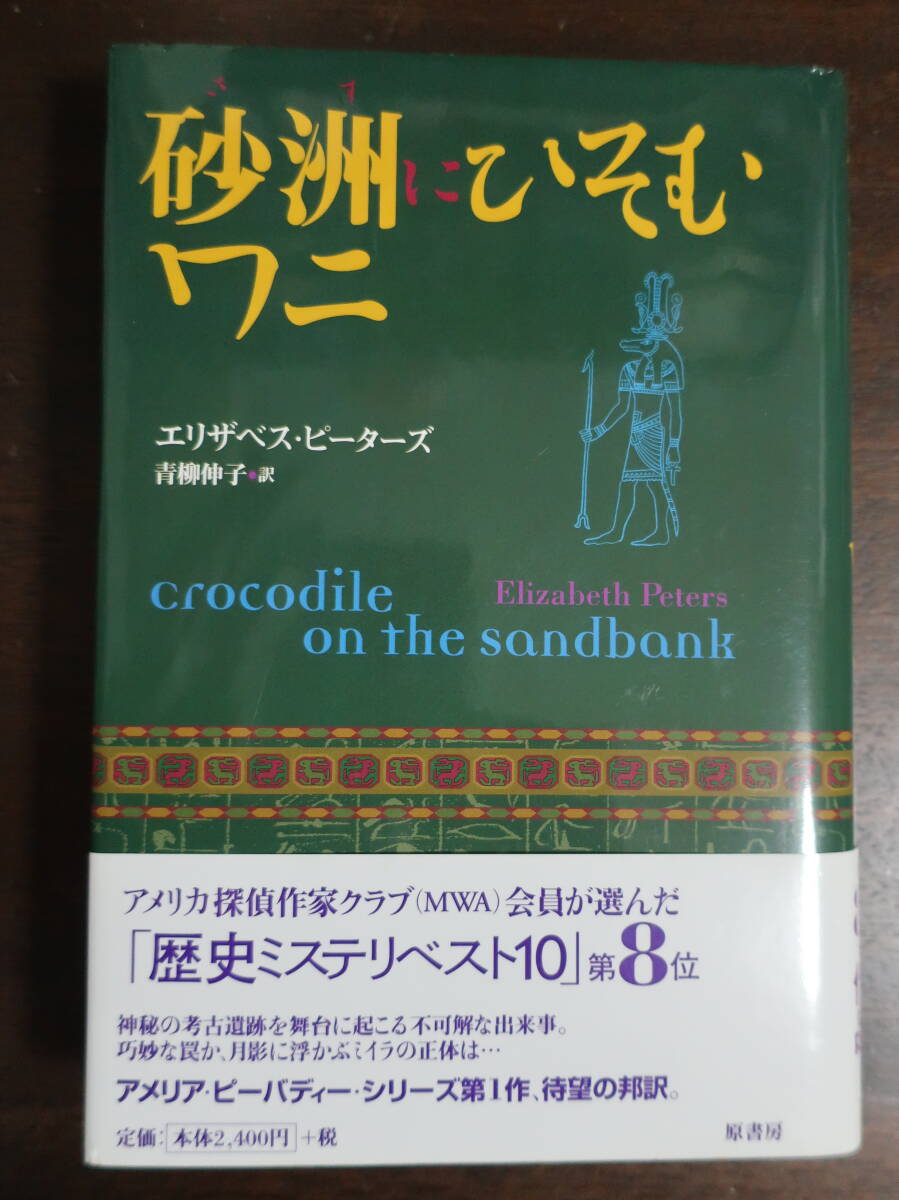 さす
砂洲にひそむ
ワニ
エリザベス・ピーターズ
青柳伸子・訳
crocodile
Elizabeth Peters
on the sandbank
アメリカ探偵作家クラブ(MWA)会員が選んだ
「歴史ミステリベスト10」第8位
神秘の考古遺跡を舞台に起こる不可解な出来事。
巧妙な罠か、月影に浮かぶミイラの正体は…
アメリア・ピーバディー・シリーズ第1作、待望の邦訳。
定価:本体2,400円+税
原書房